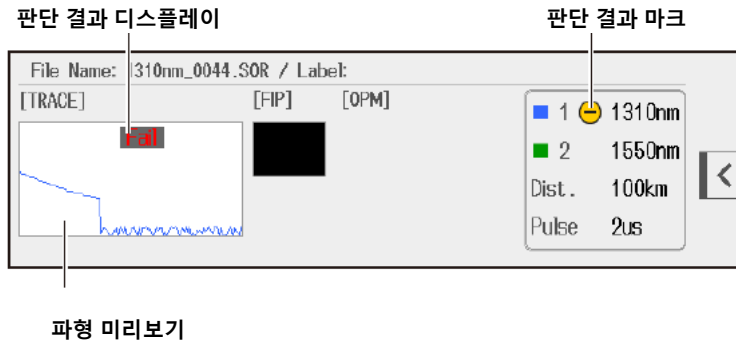 판단 결과 디스플레이
판단 결과 마크
File Name: 1310nm_0044.SOR / Label:
[TRACE] [FIP] [OPM]
Fail
1 1310nm
2 1550nm
Dist. 100km
Pulse 2us
파형 미리보기